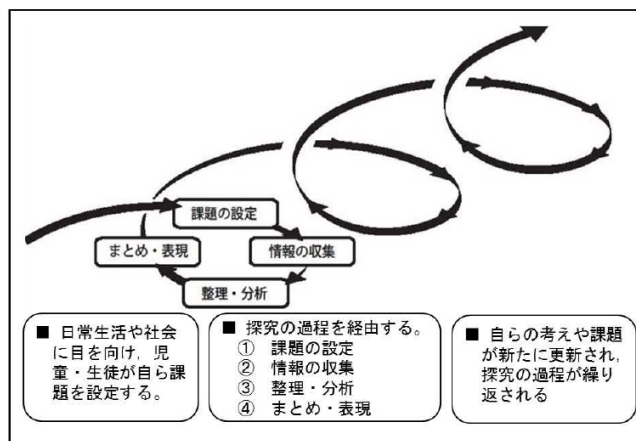 課題の設定
まとめ・表現
情報の収集
整理・分析
■ 日常生活や社会
に目を向け，児
童・生徒が自ら課
題を設定する。
■ 探究の過程を経由する。
① 課題の設定
② 情報の収集
③ 整理・分析
④ まとめ・表現
■ 自らの考えや課題
が新たに更新され，
探究の過程が繰り
返される